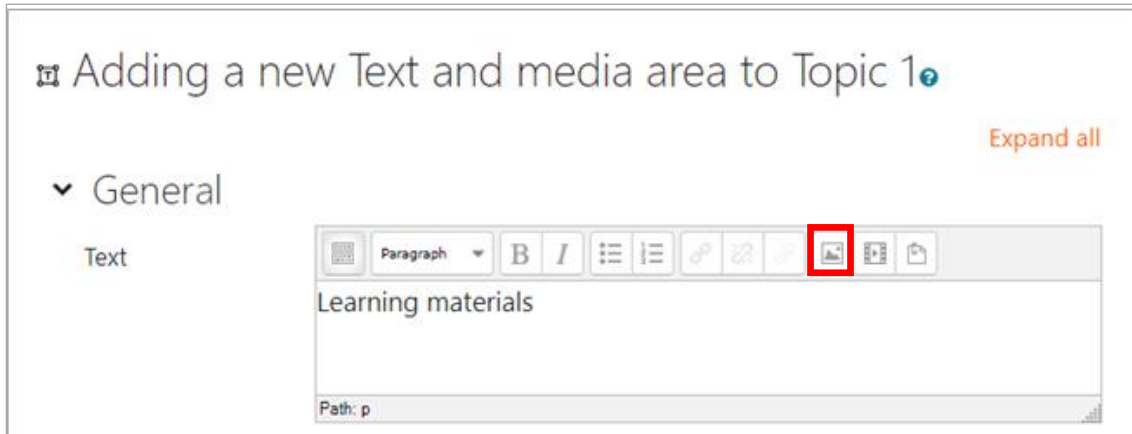 Adding a new Text and media area to Topic 1
Expand all
General
Text
Paragraph B I
Learning materials
Path: p